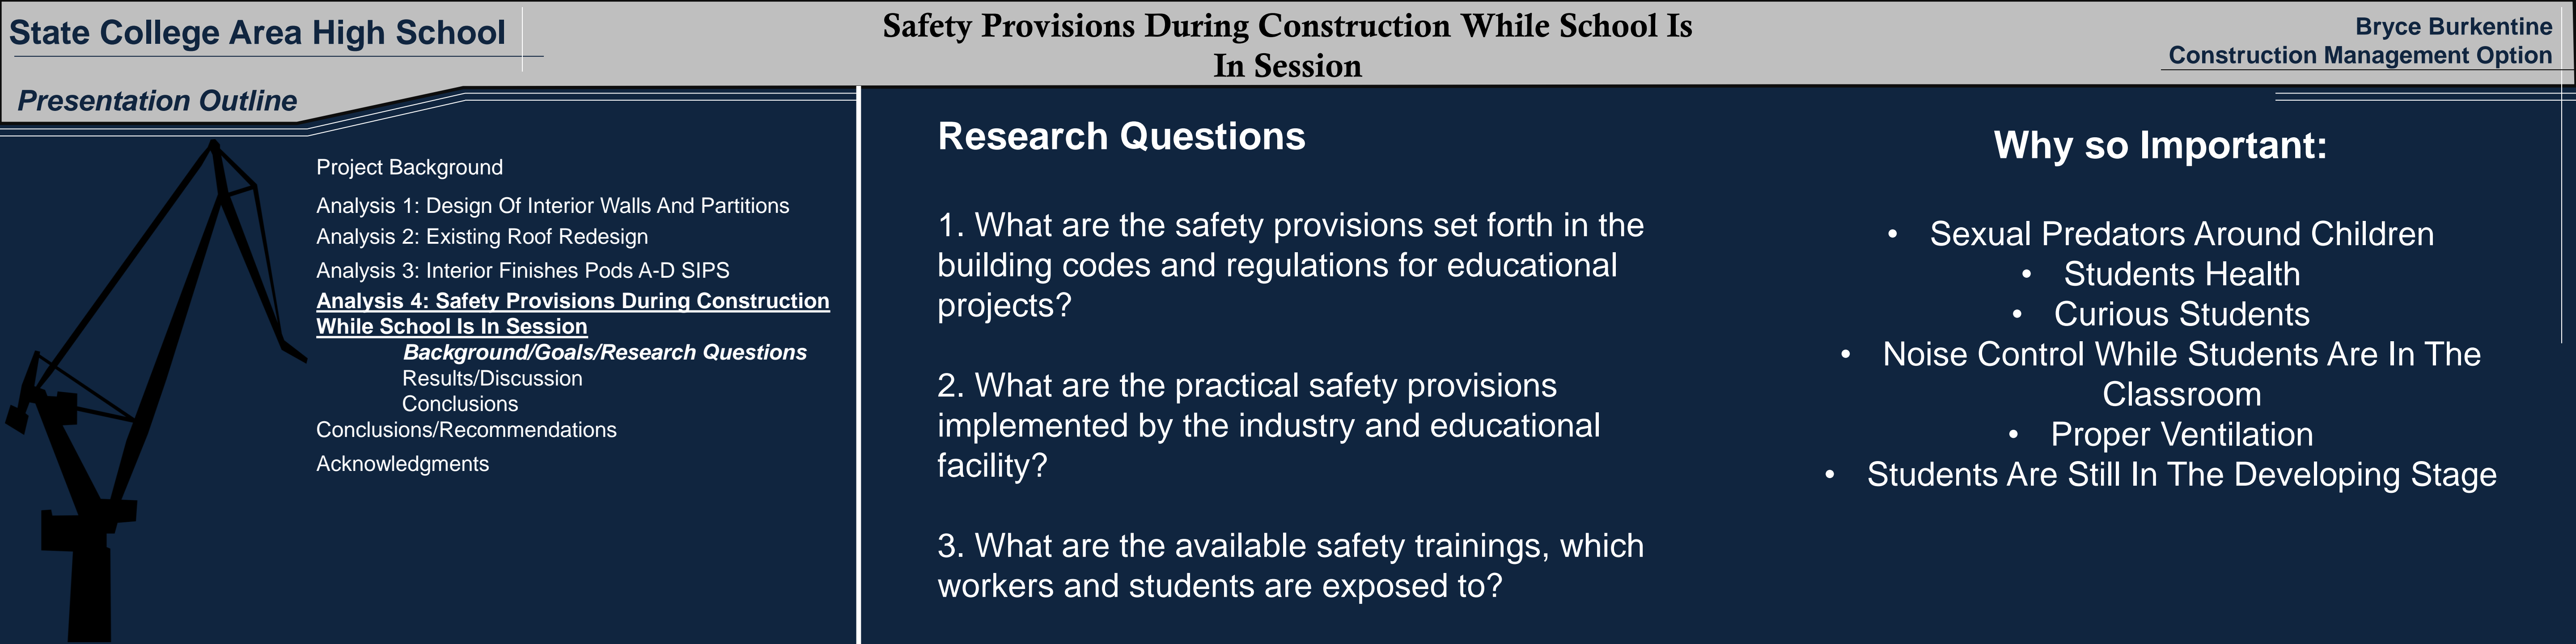 State College Area High School
Safety Provisions During Construction While School Is
In Session
Bryce Burkentine
Construction Management Option
Presentation Outline
Project Background
Analysis 1: Design Of Interior Walls And Partitions
Analysis 2: Existing Roof Redesign
Analysis 3: Interior Finishes Pods A-D SIPS
Analysis 4: Safety Provisions During Construction
While School Is In Session
Background/Goals/Research Questions
Results/Discussion
Conclusions
Conclusions/Recommendations
Acknowledgments
Research Questions
1. What are the safety provisions set forth in the
building codes and regulations for educational
projects?
2. What are the practical safety provisions
implemented by the industry and educational
facility?
3. What are the available safety trainings, which
workers and students are exposed to?
Why so Important:
• Sexual Predators Around Children
• Students Health
• Curious Students
• Noise Control While Students Are In The
Classroom
• Proper Ventilation
• Students Are Still In The Developing Stage